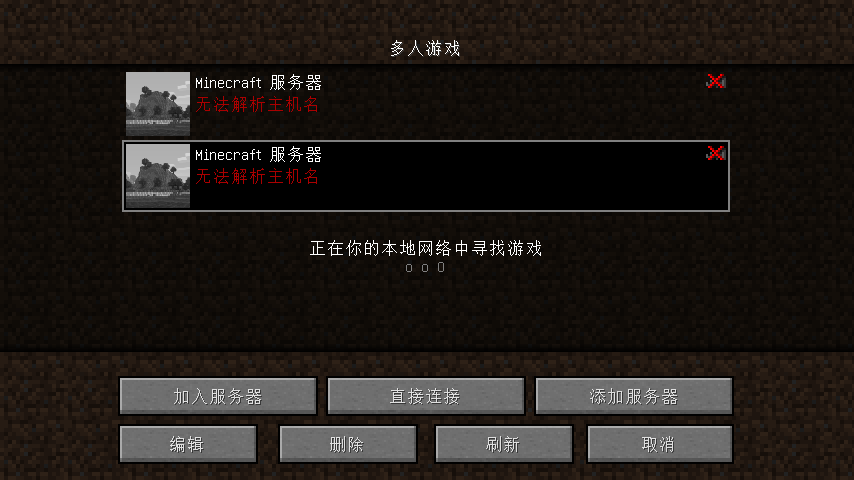 多人游戏
Minecraft 服务器
无法解析主机名
Minecraft 服务器
无法解析主机名
正在你的本地网络中寻找游戏
o o O
加入服务器
直接连接
添加服务器
编辑
删除
刷新
取消